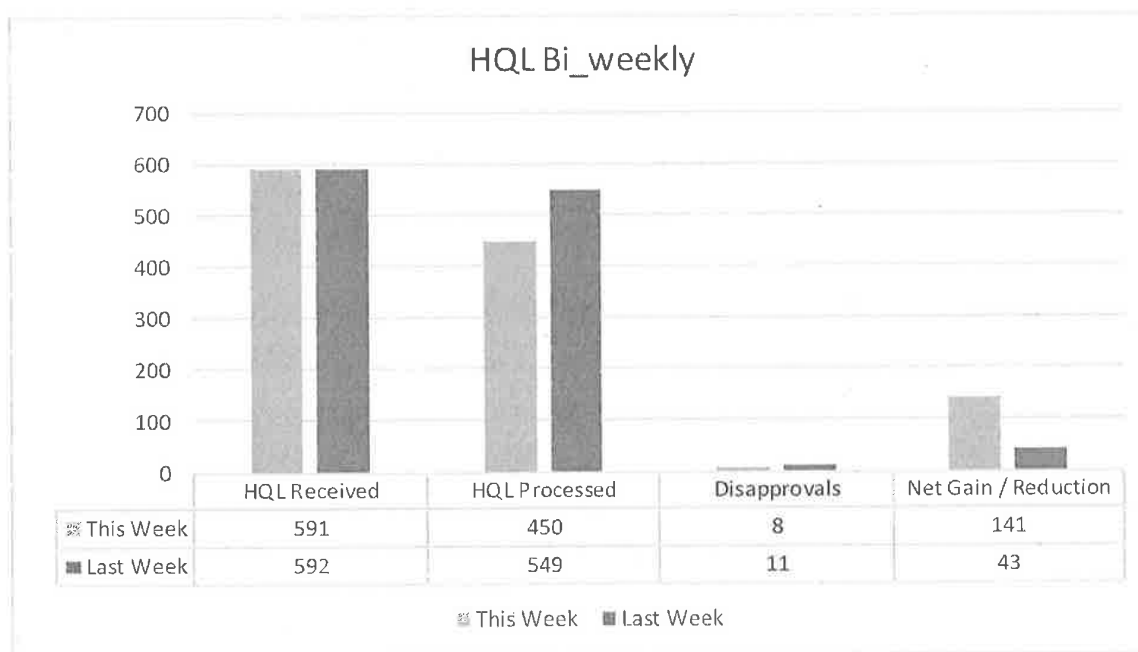 HQL Bi_weekly
700
600
500
400
300
200
100
0
HQL Received HQL Processed Disapprovals Net Gain / Reduction
This Week 591 450 8 141
Last Week 592 549 11 43
This Week Last Week